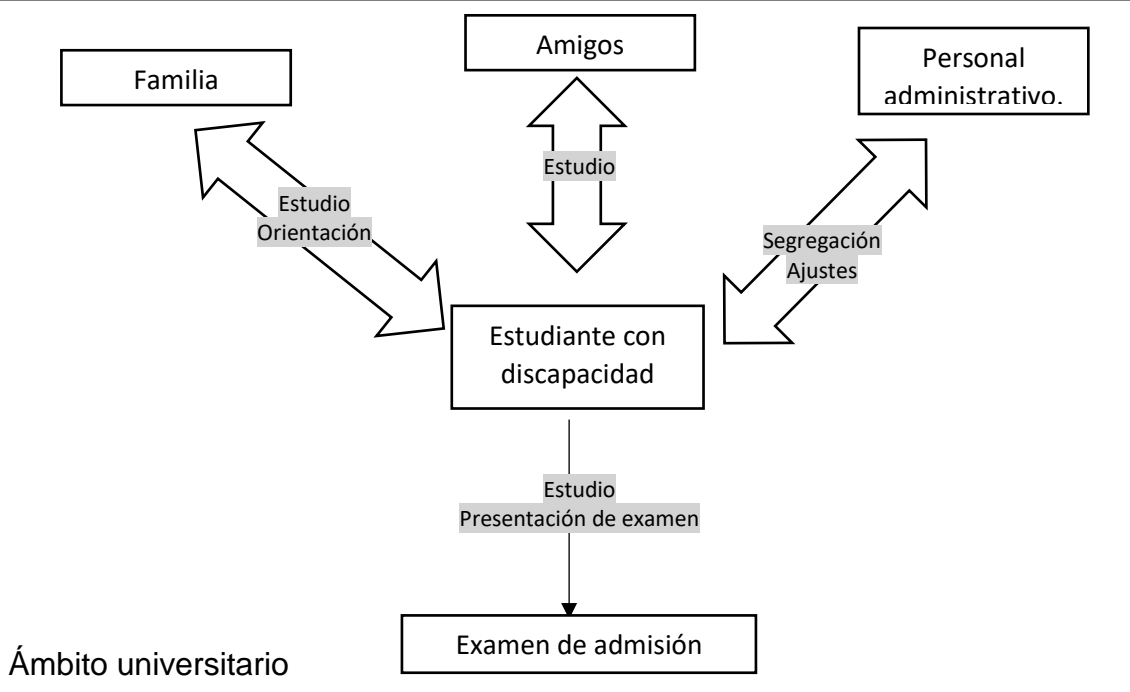 Familia
Amigos
Personal
administrativo.
Estudio
Orientación
Estudio
Segregación
Ajustes
Estudiante con
discapacidad
Estudio
Presentación de examen
Examen de admisión
Ámbito universitario